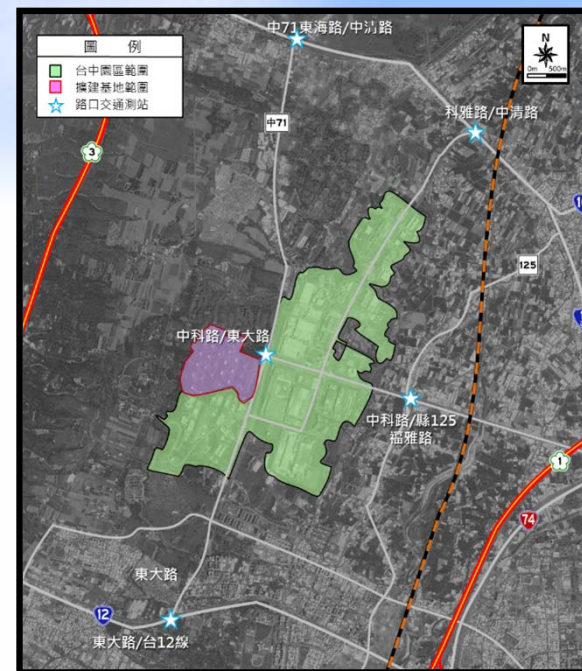 圖 例
台中園區範圍
擴建基地範圍
路口交通測站
中71東海路/中清路
N
0m 500m
科雅路/中清路
中71
3
125
中科路/東大路
中科路/縣125
福雅路
1
74
東大路
12
東大路/台12線